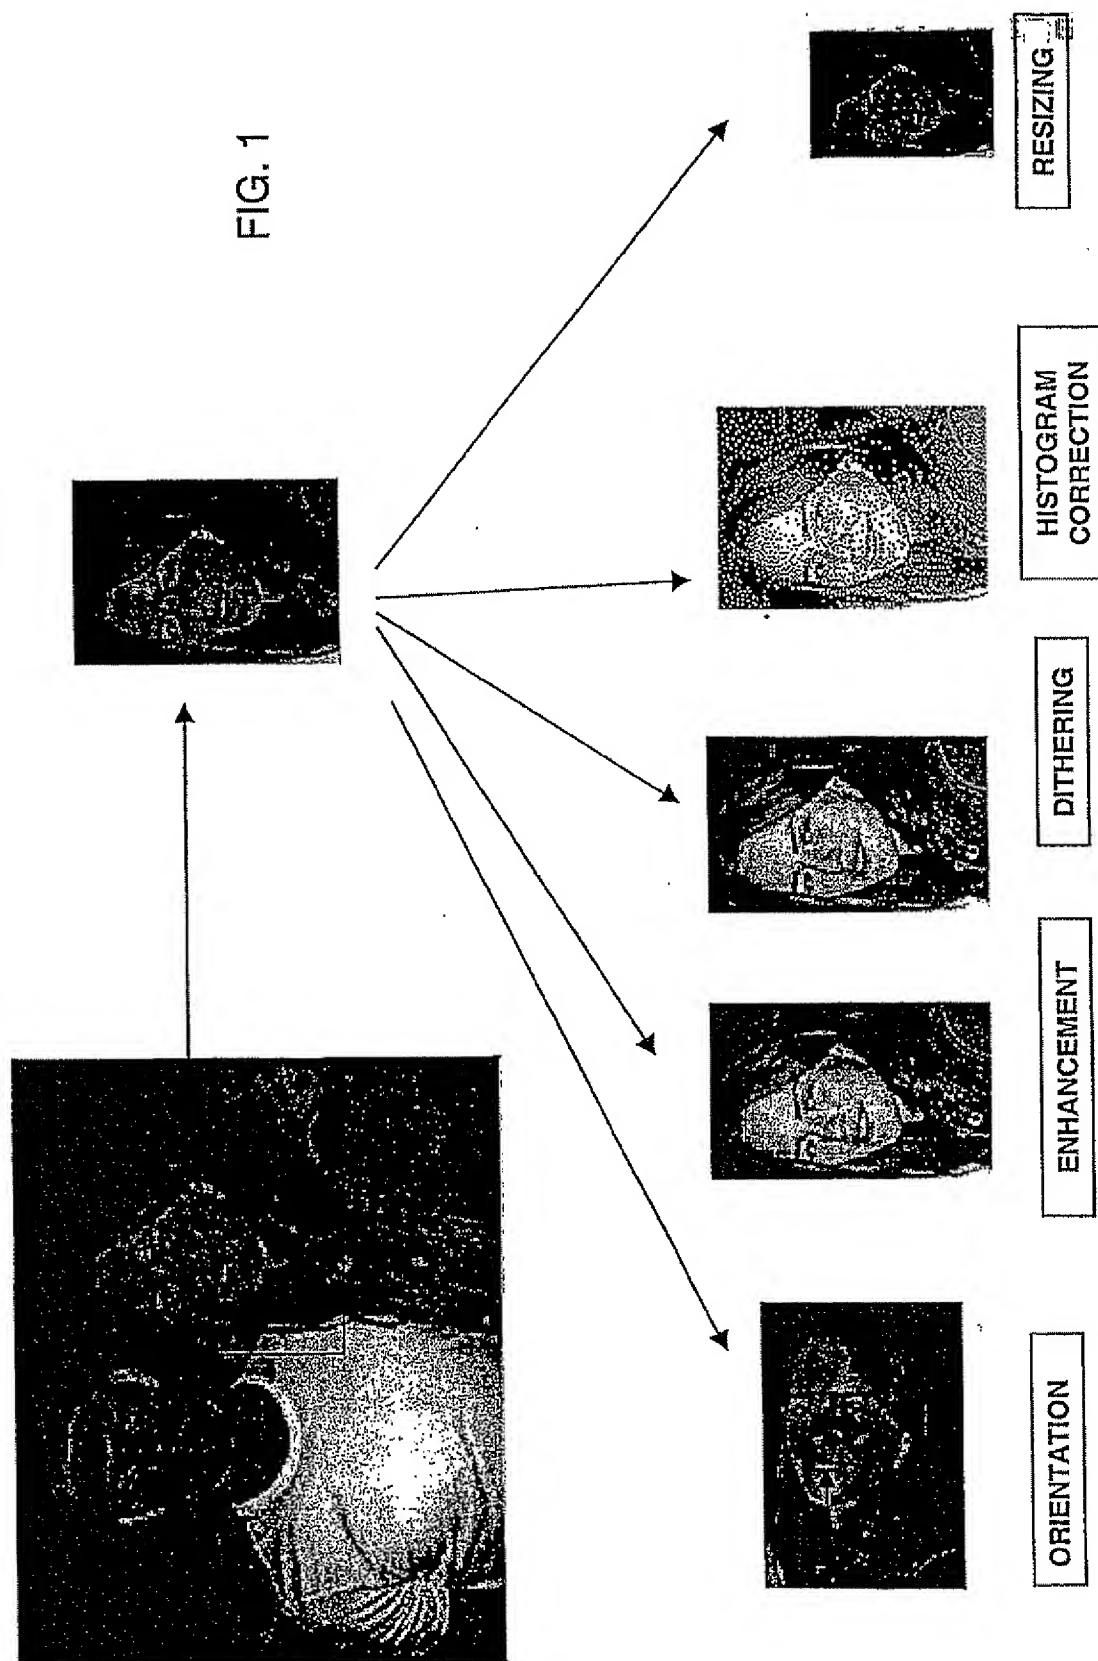 FIG. 1
ORIENTATION
ENHANCEMENT
DITHERING
HISTOGRAM
CORRECTION
RESIZING